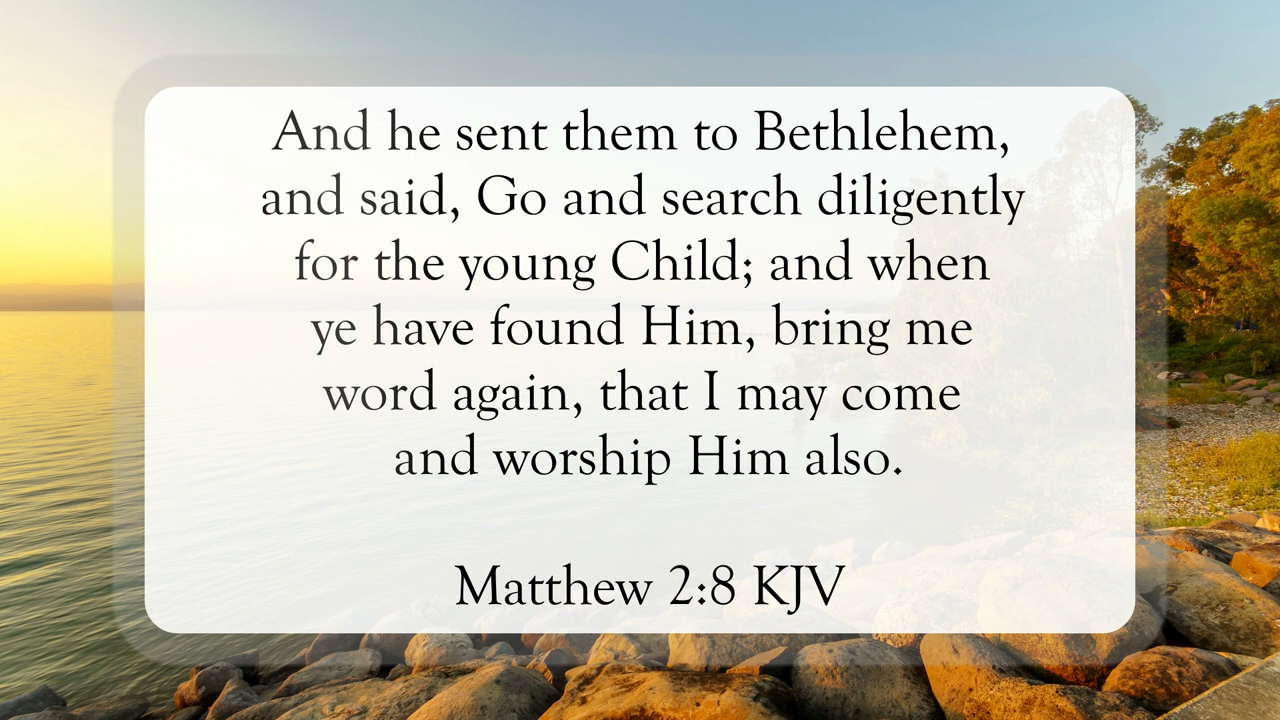 And he sent them to Bethlehem,
and said, Go and search diligently
for the young Child; and when
ye have found Him, bring me
word again, that I may come
and worship Him also.
Matthew 2:8 KJV